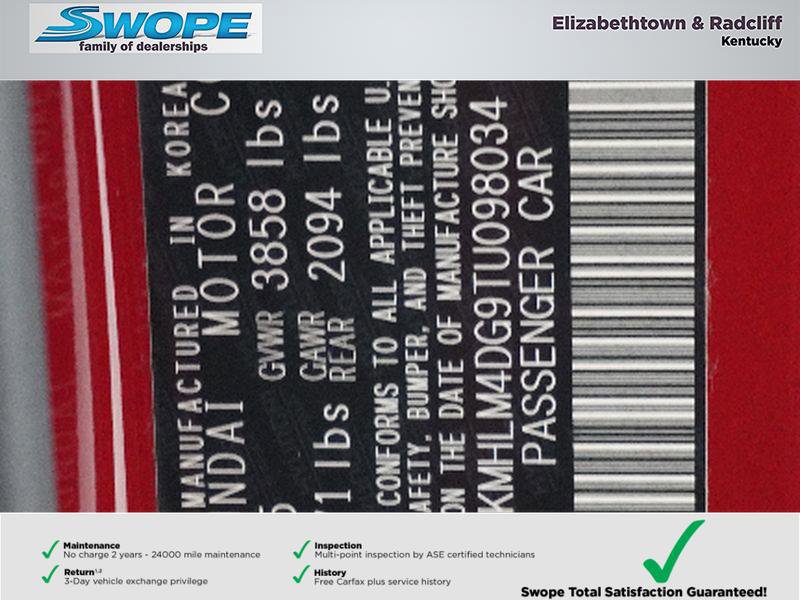 SWOPE
family of dealerships
Elizabethtown & Radcliff
Kentucky
MANUFACTURED IN KOREA
NDAI MOTOR C
GVWR 3858 lbs
GAWR
71 lbs REAR 2094 lbs
CONFORMS TO ALL APPLICABLE U.
AFETY, BUMPER, AND THEFT PREVEN
ON THE DATE OF MANUFACTURE SHO
KMHLM4DG9TU098034
PASSENGER CAR
Maintenance
No charge 2 years - 24000 mile maintenance
Return1,2
3-Day vehicle exchange privilege
Inspection
Multi-point inspection by ASE certified technicians
History
Free Carfax plus service history
Swope Total Satisfaction Guaranteed!